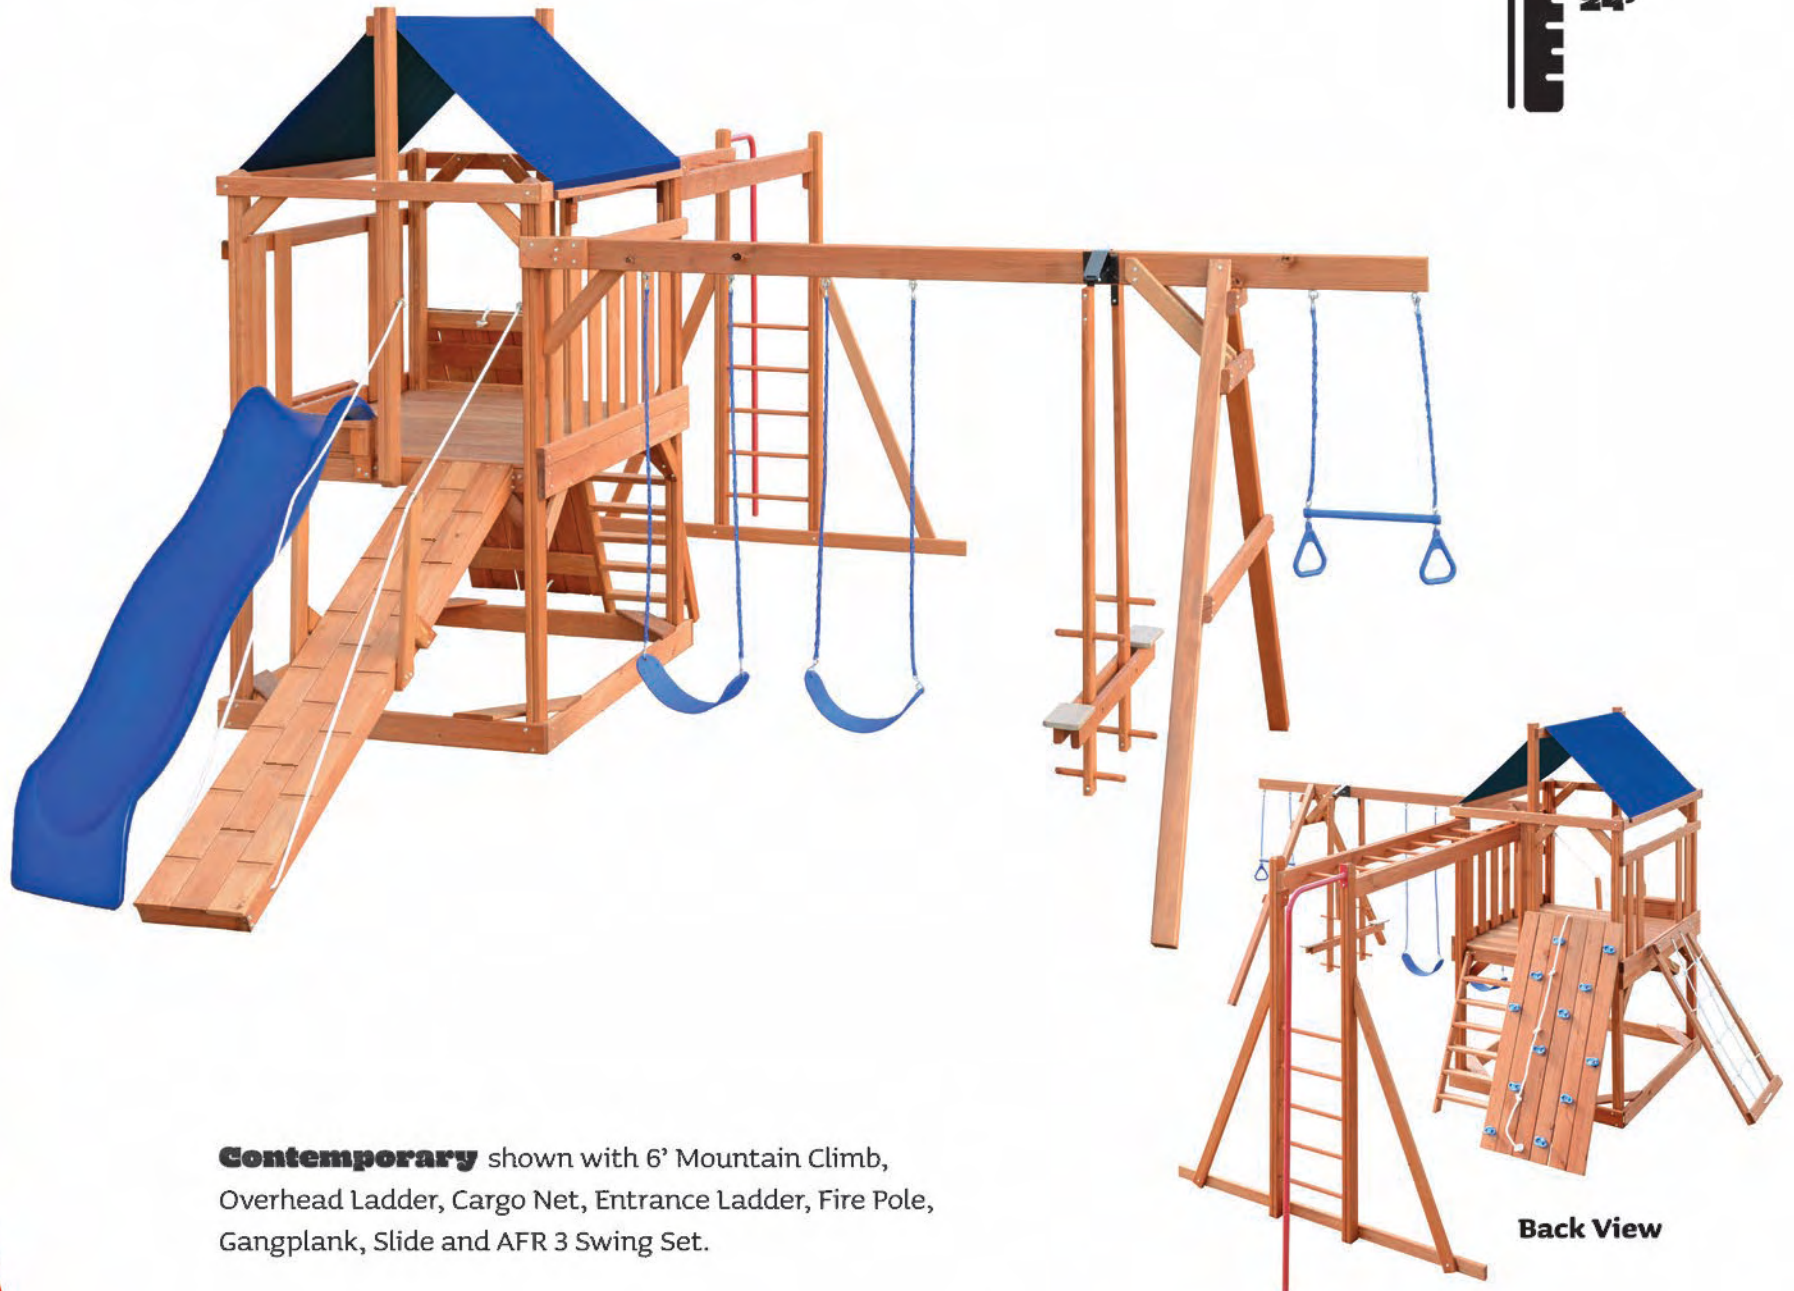 Contemporary shown with 6’ Mountain Climb,
Overhead Ladder, Cargo Net, Entrance Ladder, Fire Pole,
Gangplank, Slide and AFR 3 Swing Set.
Back View